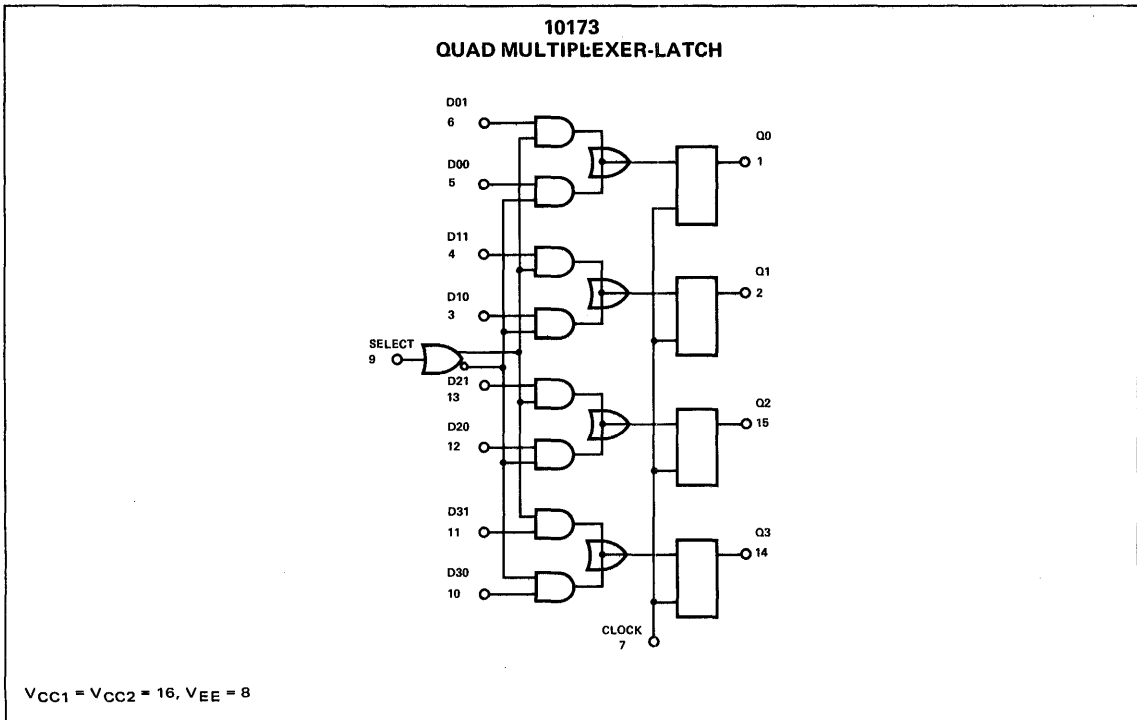 10173
QUAD MULTIPLEXER-LATCH
D01
6
Q0
1
D00
5
D11
4
Q1
2
D10
3
SELECT
9
D21
13
Q2
15
D20
12
D31
11
Q3
14
D30
10
CLOCK
7
VCC1 = VCC2 = 16, VEE = 8